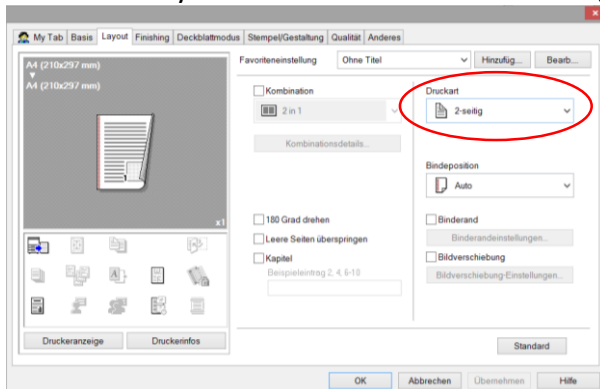 My Tab Basis Layout Finishing Deckblattmodus Stempel/Gestaltung Qualität Anderes
A4 (210x297 mm)
A4 (210x297 mm)
x1
Druckeranzeige Druckerinfos
Favoriteneinstellung Ohne Titel Hinzufüg... Bearb...
Kombination
2 in 1
Kombinationsdetails...
180 Grad drehen
Leere Seiten überspringen
Kapitel
Beispieleintrag 2, 4, 6-10
Druckart
2-seitig
Bindeposition
Auto
Binderand
Binderandeinstellungen...
Bildverschiebung
Bildverschiebung-Einstellungen...
Standard
OK Abbrechen Übernehmen Hilfe